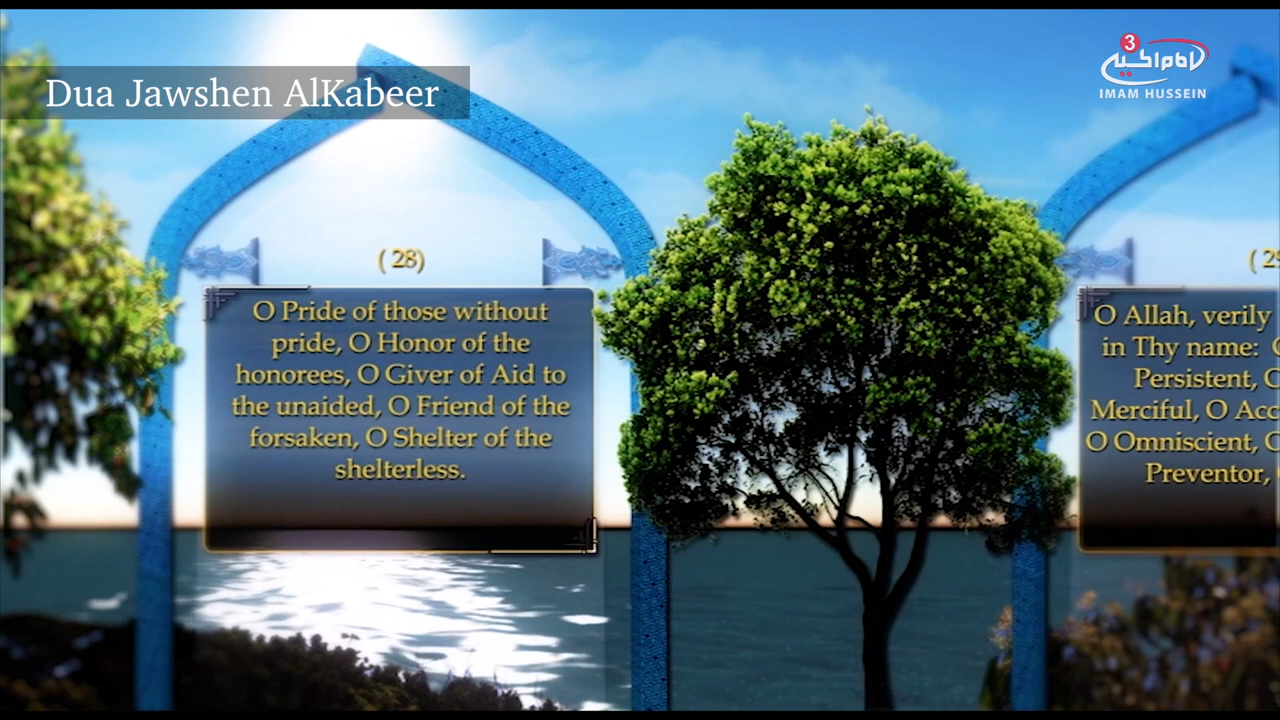 Dua Jawshen AlKabeer
3
IMAM HUSSEIN
( 28)
O Pride of those without
pride, O Honor of the
honorees, O Giver of Aid to
the unaided, O Friend of the
forsaken, O Shelter of the
shelterless.
O Allah, verily
in Thy name:
Persistent,
Merciful, O
O Omniscient,
Preventor,